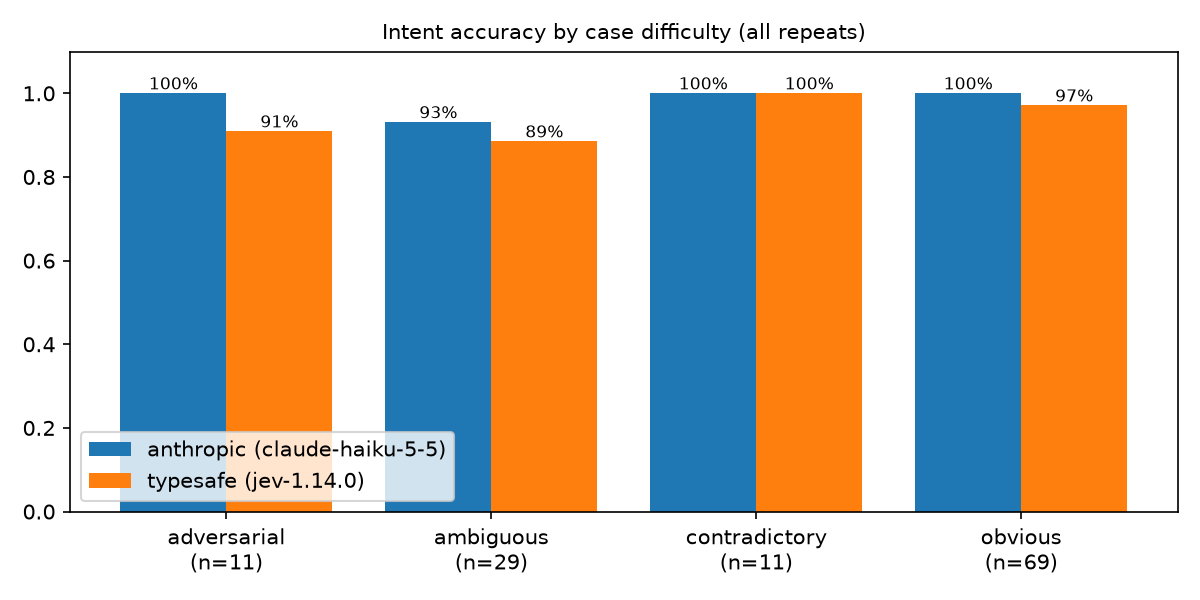 Intent accuracy by case difficulty (all repeats)
100%
91%
93%
89%
100%
100%
100%
97%
1.0
0.8
0.6
0.4
0.2
0.0
anthropic (claude-haiku-5-5)
typesafe (jev-1.14.0)
adversarial
(n=11)
ambiguous
(n=29)
contradictory
(n=11)
obvious
(n=69)